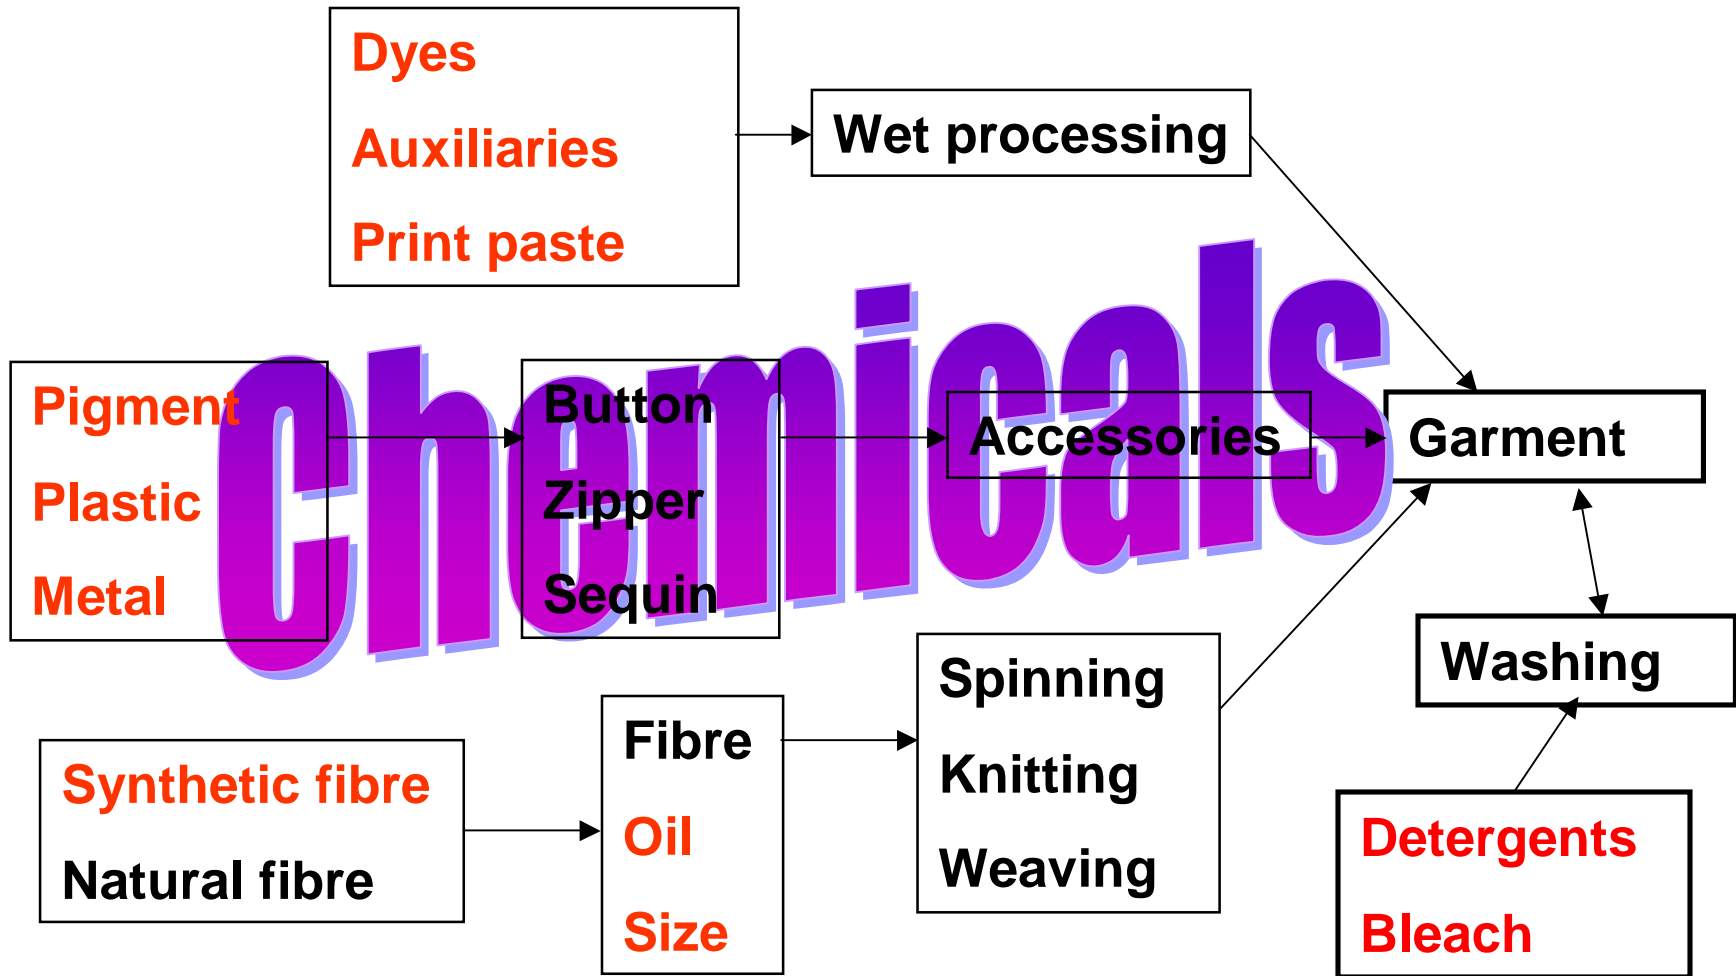 Dyes
Auxiliaries
Print paste
Wet processing
Chemicals
Pigment
Plastic
Metal
Button
Zipper
Sequin
Accessories
Garment
Synthetic fibre
Natural fibre
Fibre
Oil
Size
Spinning
Knitting
Weaving
Washing
Detergents
Bleach